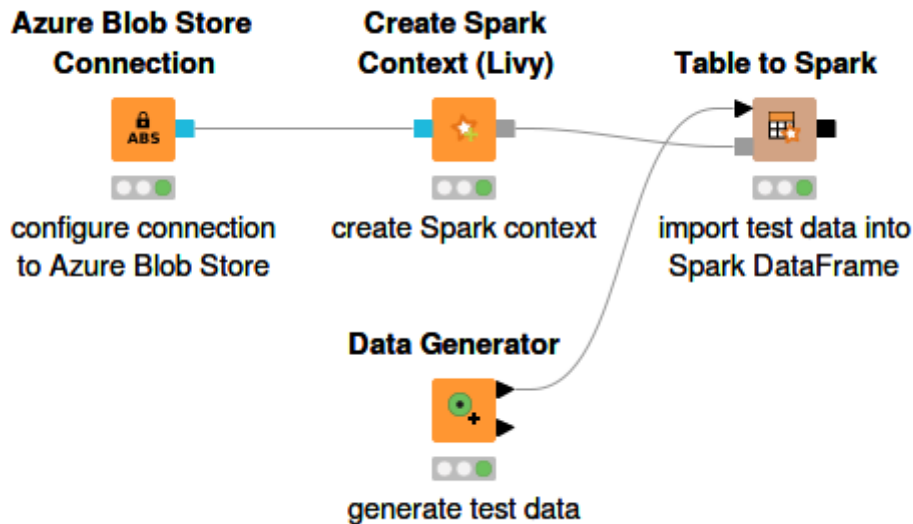 Azure Blob Store
Connection
Create Spark
Context (Livy)
Table to Spark
ABS
configure connection
to Azure Blob Store
create Spark context
import test data into
Spark DataFrame
Data Generator
generate test data